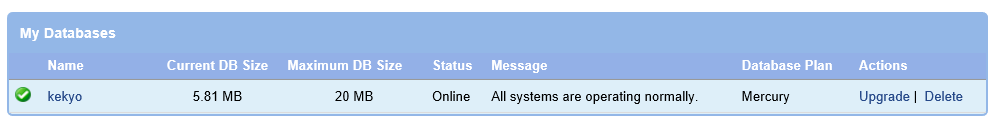 My Databases
Name Current DB Size Maximum DB Size Status Message Database Plan Actions
kekyo 5.81 MB 20 MB Online All systems are operating normally. Mercury Upgrade | Delete